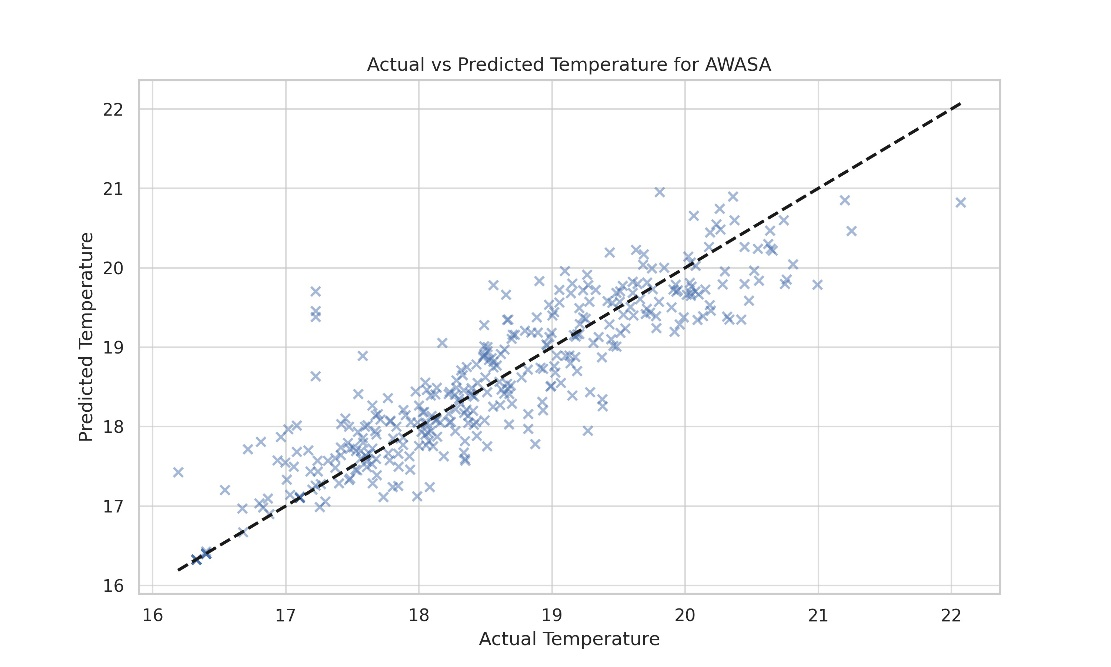 Actual vs Predicted Temperature for AWASA
Predicted Temperature
22
21
20
19
18
17
16
16 17 18 19 20 21 22
Actual Temperature